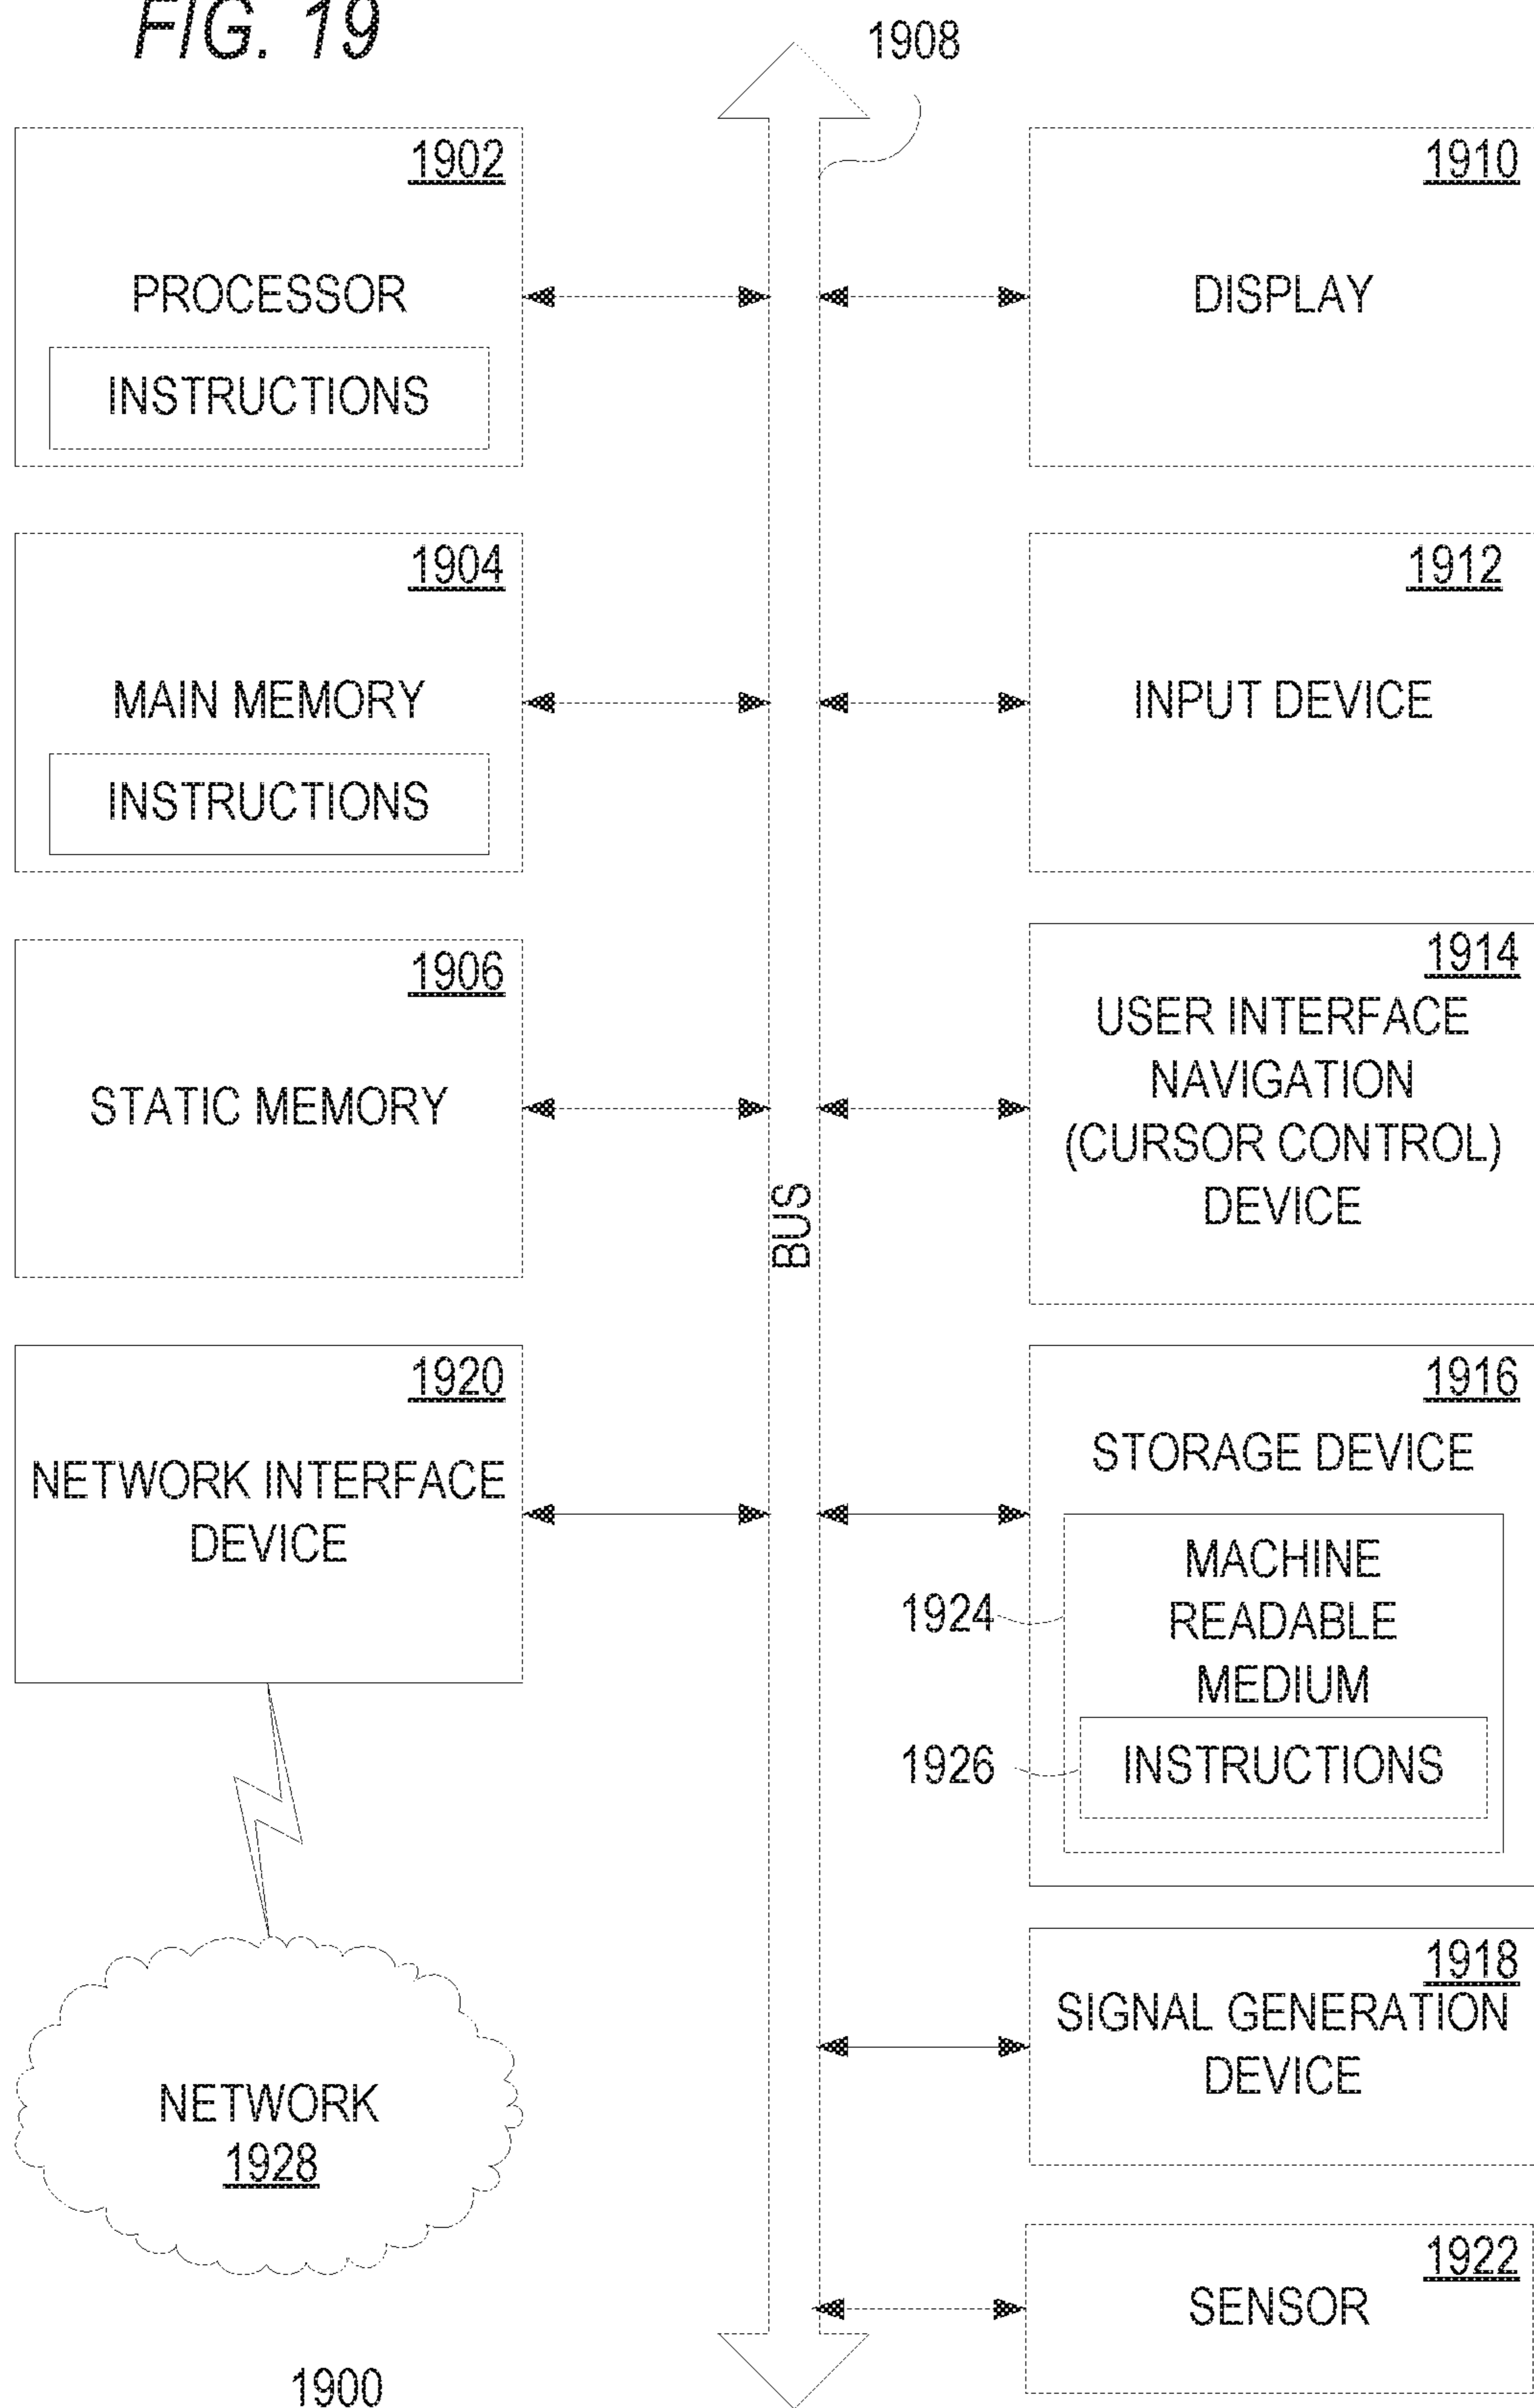 FIG. 19
1908
1902
PROCESSOR
INSTRUCTIONS
1910
DISPLAY
1904
MAIN MEMORY
INSTRUCTIONS
1912
INPUT DEVICE
1906
STATIC MEMORY
1914
USER INTERFACE
NAVIGATION
(CURSOR CONTROL)
DEVICE
BUS
1920
NETWORK INTERFACE
DEVICE
1916
STORAGE DEVICE
1924
MACHINE
READABLE
MEDIUM
1926
INSTRUCTIONS
NETWORK
1928
1918
SIGNAL GENERATION
DEVICE
1922
SENSOR
1900